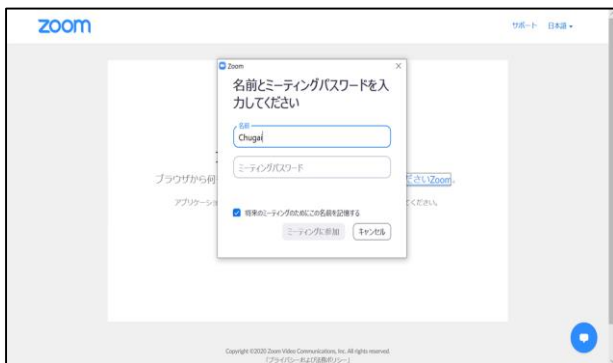 zoom
サポート 日本語
Zoom
名前とミーティングパスワードを入
力してください
名前
Chugai
ミーティングパスワード
ブラウザから何
ださいZoom.
アプリケーショ
てください。
将来のミーティングのためにこの名前を記憶する
ミーティングに参加 キャンセル
Copyright ©2020 Zoom Video Communications, Inc. All rights reserved.
「プライバシーおよび法務ポリシー」